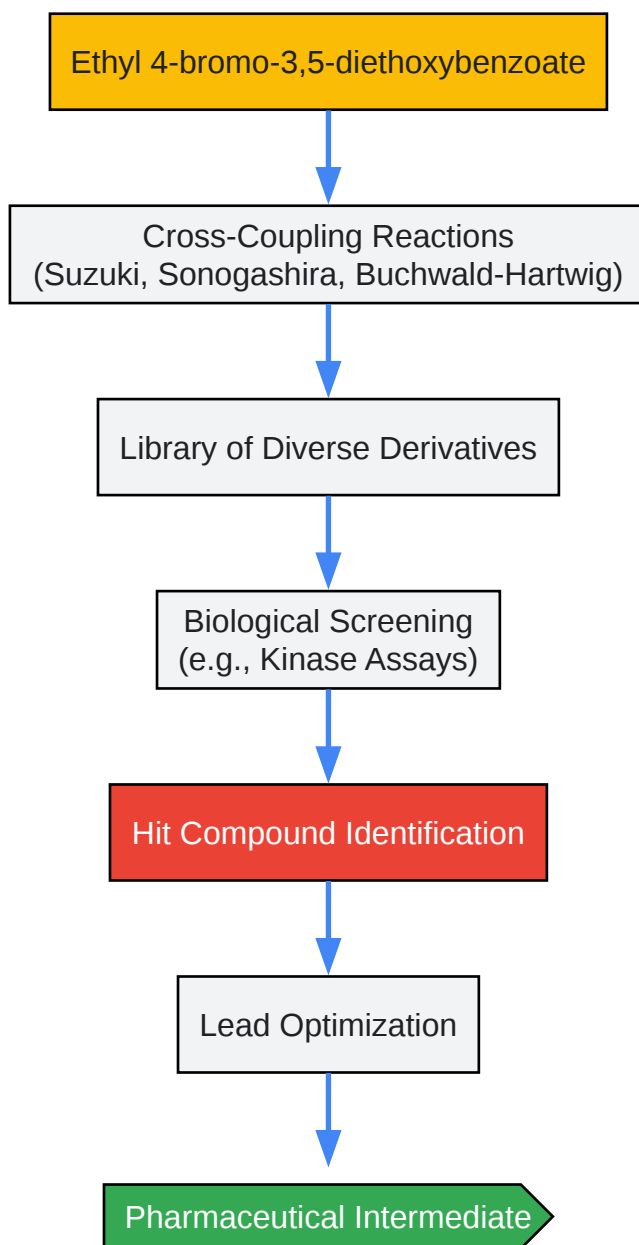 Ethyl 4-bromo-3,5-diethoxybenzoate
Cross-Coupling Reactions
(Suzuki, Sonogashira, Buchwald-Hartwig)
Library of Diverse Derivatives
Biological Screening
(e.g., Kinase Assays)
Hit Compound Identification
Lead Optimization
Pharmaceutical Intermediate